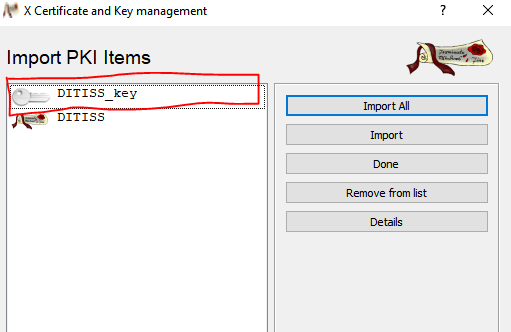 X Certificate and Key management
?
Import PKI Items
DITISS_key
DITISS
Import All
Import
Done
Remove from list
Details